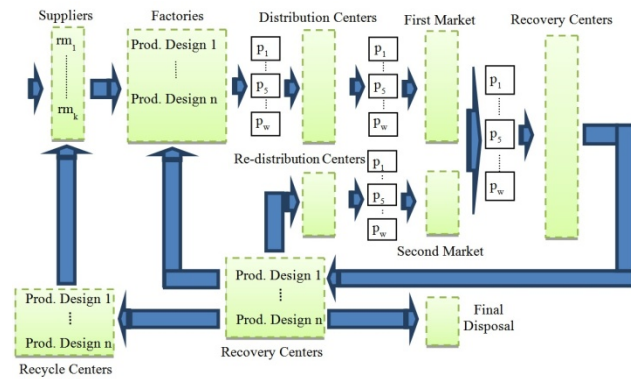 Suppliers
Factories
Distribution Centers
First Market
Recovery Centers
rm1
rmk
Prod. Design 1
Prod. Design n
p1
p5
pw
p1
p5
pw
p1
p5
pw
Re-distribution Centers
p1
p5
pw
Second Market
Prod. Design 1
Prod. Design n
Recycle Centers
Prod. Design 1
Prod. Design n
Recovery Centers
Final
Disposal